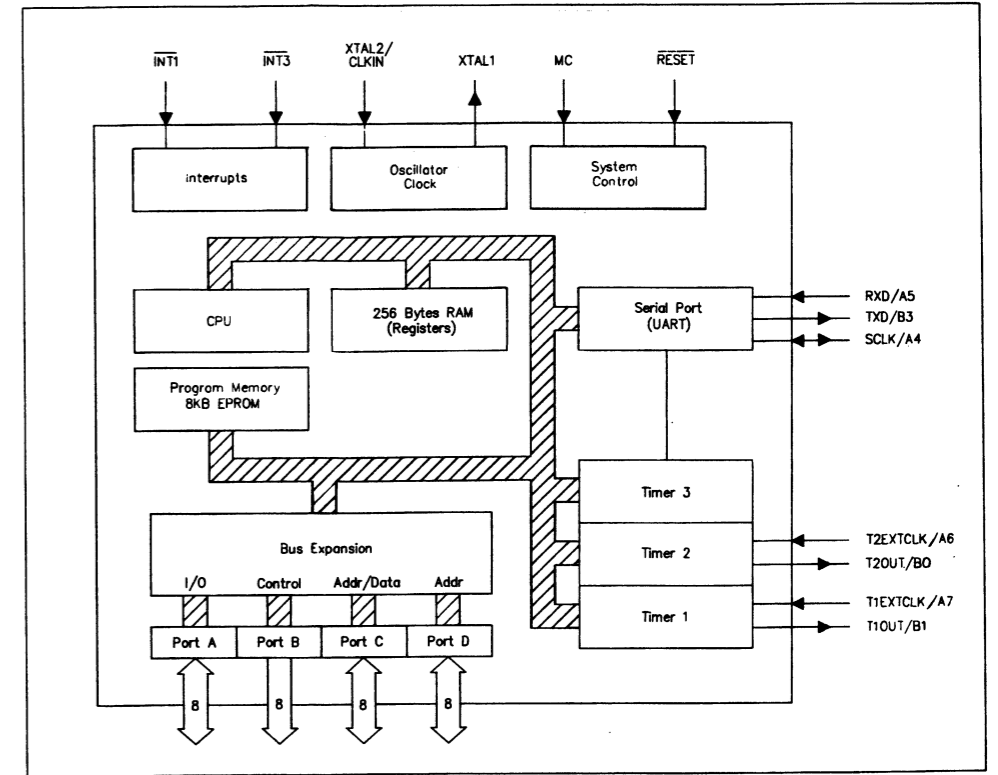 INT1 INT3 XTAL2/ XTAL1 MC RESET
CLKIN
Interrupts
Oscillator
Clock
System
Control
CPU
256 Bytes RAM
(Registers)
Serial Port
(UART)
RXD/A5
TXD/B3
SCLK/A4
Program Memory
8KB EPROM
Timer 3
Bus Expansion
Timer 2
T2EXTCLK/A6
T2OUT/B0
I/O Control Addr/Data Addr
Timer 1
T1EXTCLK/A7
T1OUT/B1
Port A Port B Port C Port D
8 8 8 8